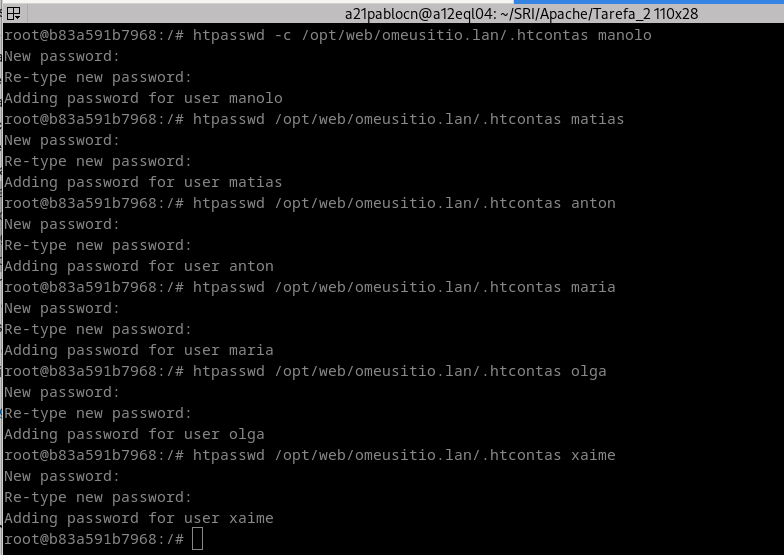 a21pablocn@a12eql04: ~/SRI/Apache/Tarefa_2 110x28
root@b83a591b7968:/# htpasswd -c /opt/web/omeusitio.lan/.htcontas manolo
New password:
Re-type new password:
Adding password for user manolo
root@b83a591b7968:/# htpasswd /opt/web/omeusitio.lan/.htcontas matias
New password:
Re-type new password:
Adding password for user matias
root@b83a591b7968:/# htpasswd /opt/web/omeusitio.lan/.htcontas anton
New password:
Re-type new password:
Adding password for user anton
root@b83a591b7968:/# htpasswd /opt/web/omeusitio.lan/.htcontas maria
New password:
Re-type new password:
Adding password for user maria
root@b83a591b7968:/# htpasswd /opt/web/omeusitio.lan/.htcontas olga
New password:
Re-type new password:
Adding password for user olga
root@b83a591b7968:/# htpasswd /opt/web/omeusitio.lan/.htcontas xaime
New password:
Re-type new password:
Adding password for user xaime
root@b83a591b7968:/#